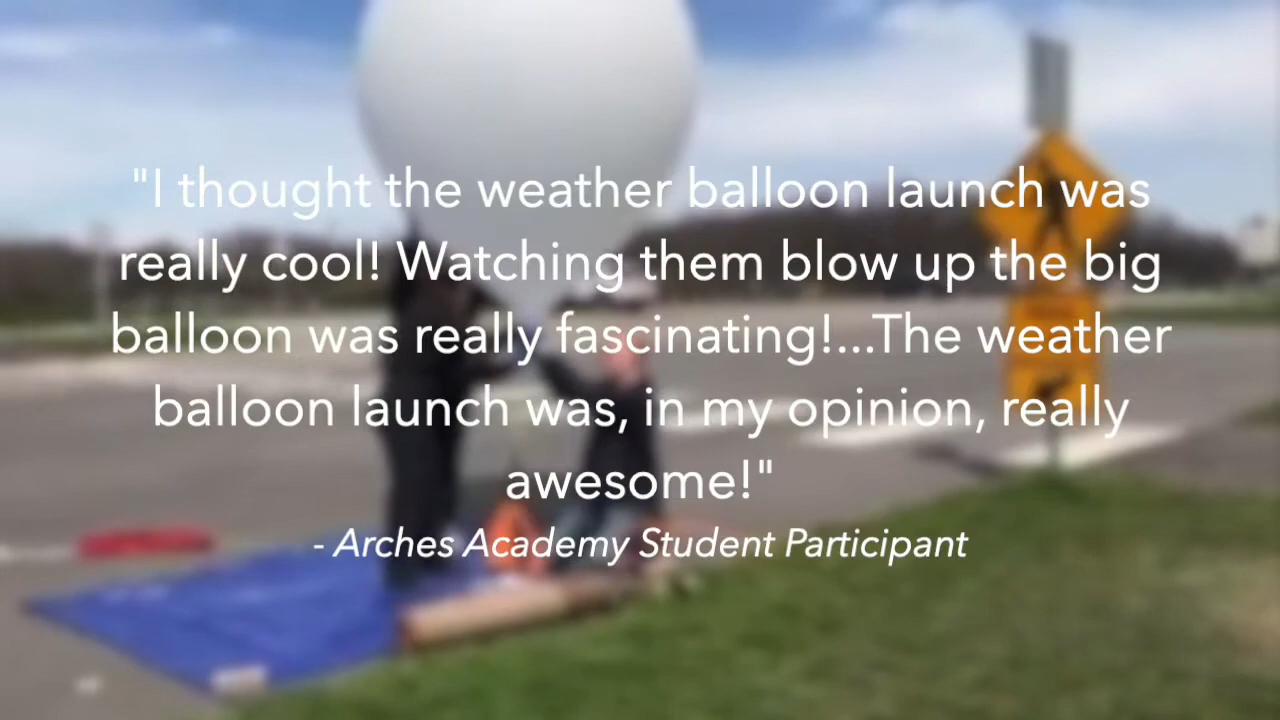 "I thought the weather balloon launch was
really cool! Watching them blow up the big
balloon was really fascinating!...The weather
balloon launch was, in my opinion, really
awesome!"
- Arches Academy Student Participant